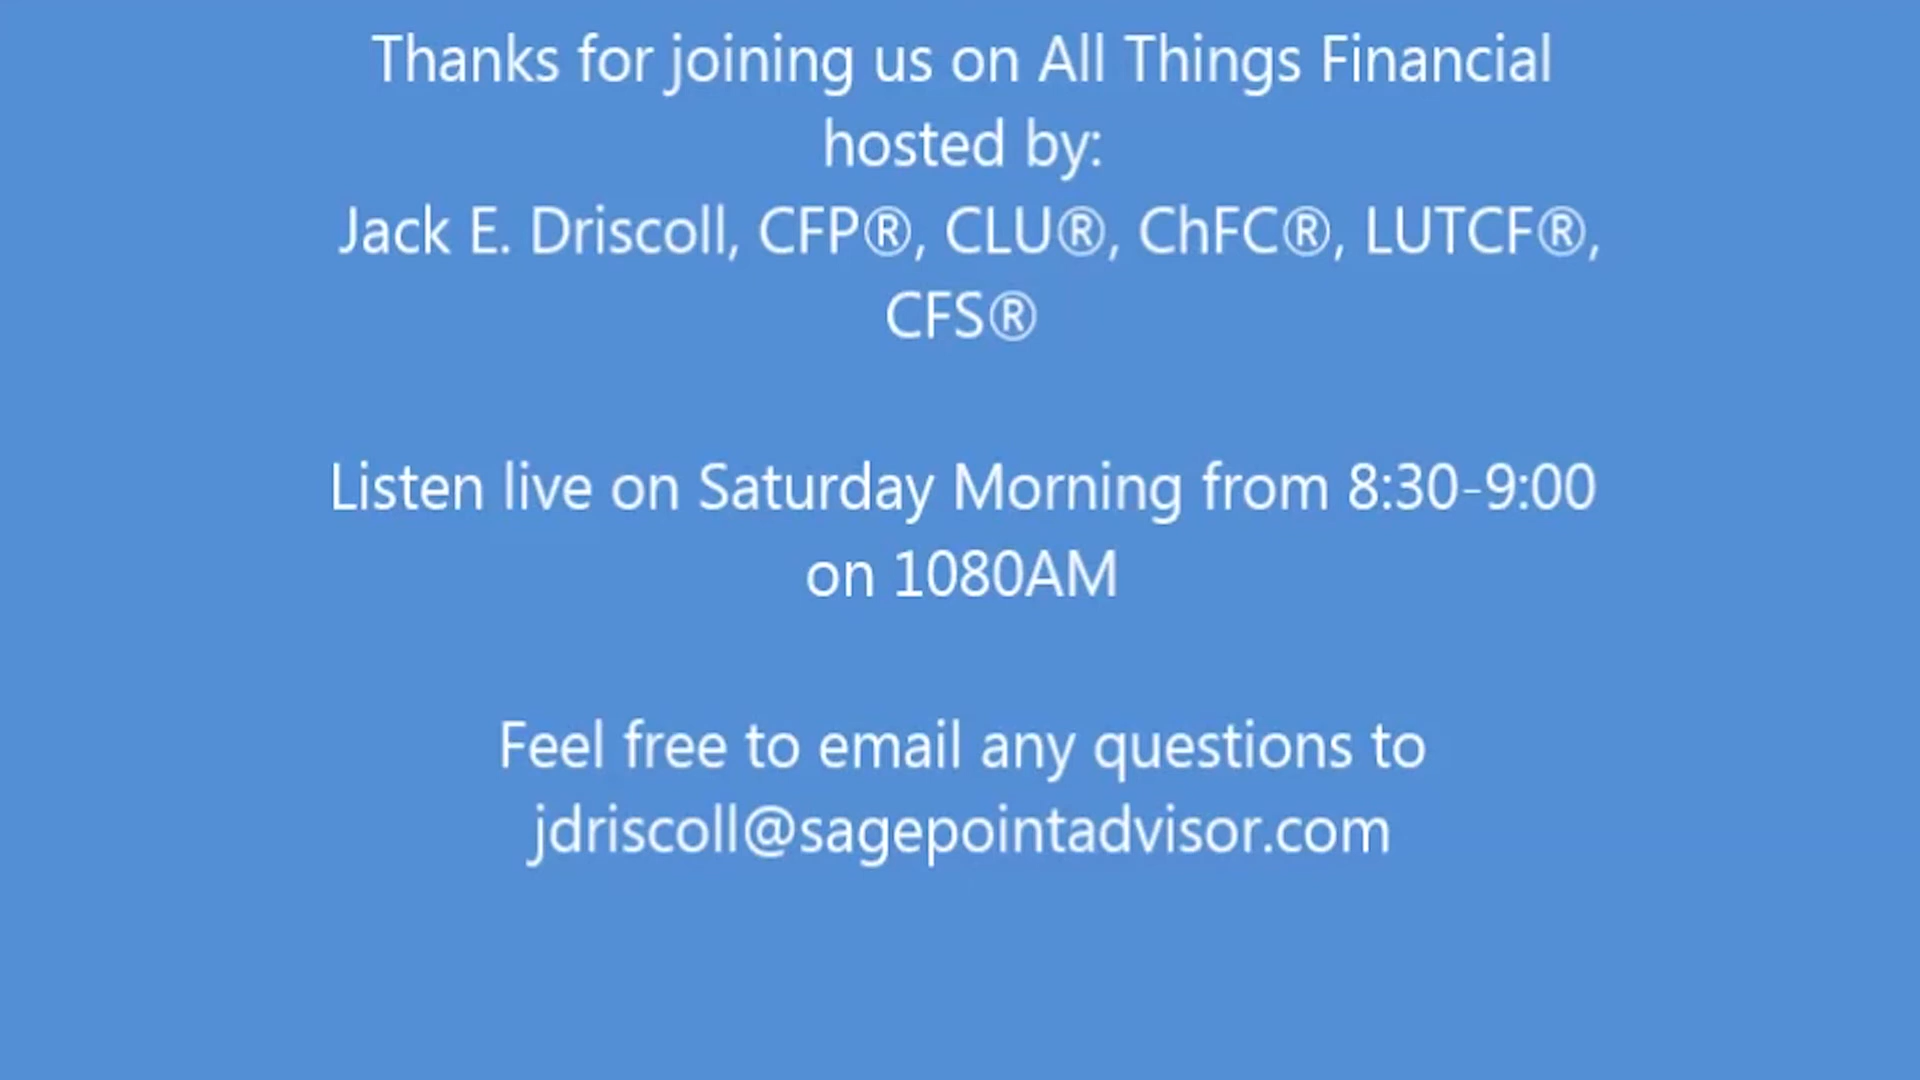 Thanks for joining us on All Things Financial
hosted by:
Jack E. Driscoll, CFP®, CLU®, ChFC®, LUTCF®,
CFS®
Listen live on Saturday Morning from 8:30-9:00
on 1080AM
Feel free to email any questions to
jdriscoll@sagepointadvisor.com